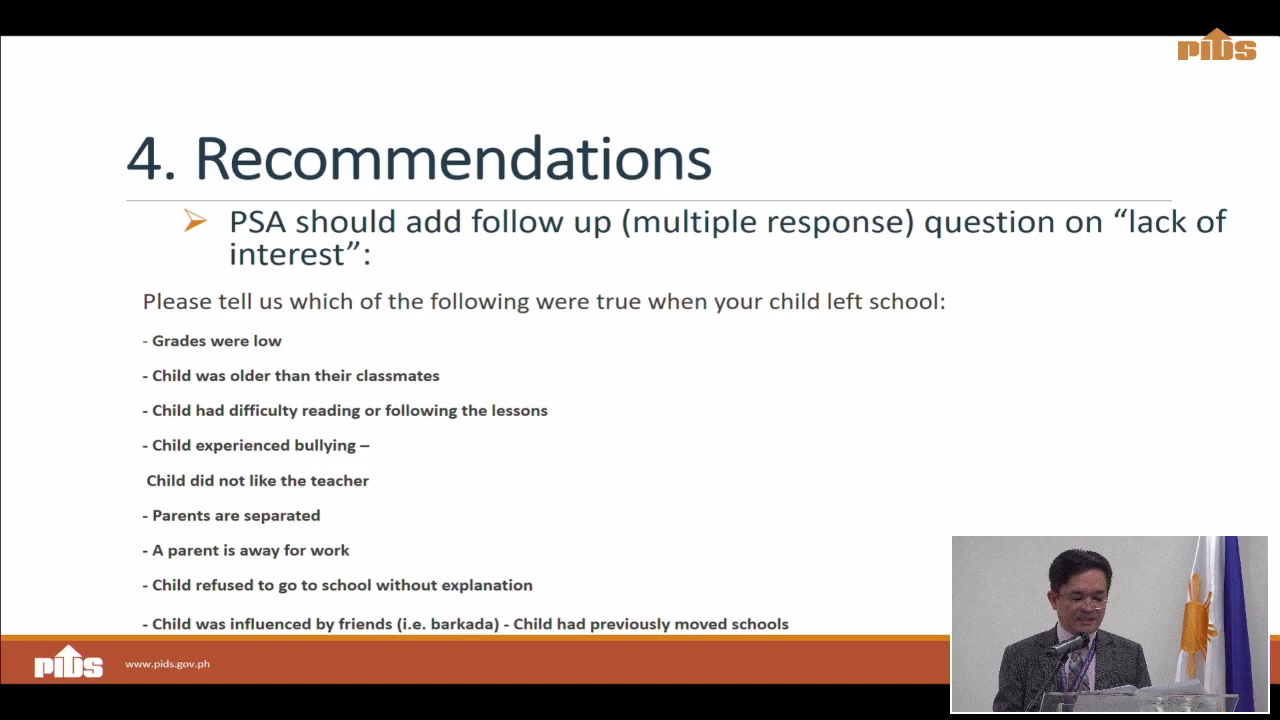 PIDS
4. Recommendations
➢ PSA should add follow up (multiple response) question on “lack of
interest”:
Please tell us which of the following were true when your child left school:
- Grades were low
- Child was older than their classmates
- Child had difficulty reading or following the lessons
- Child experienced bullying –
Child did not like the teacher
- Parents are separated
- A parent is away for work
- Child refused to go to school without explanation
- Child was influenced by friends (i.e. barkada) - Child had previously moved schools
PIDS www.pids.gov.ph